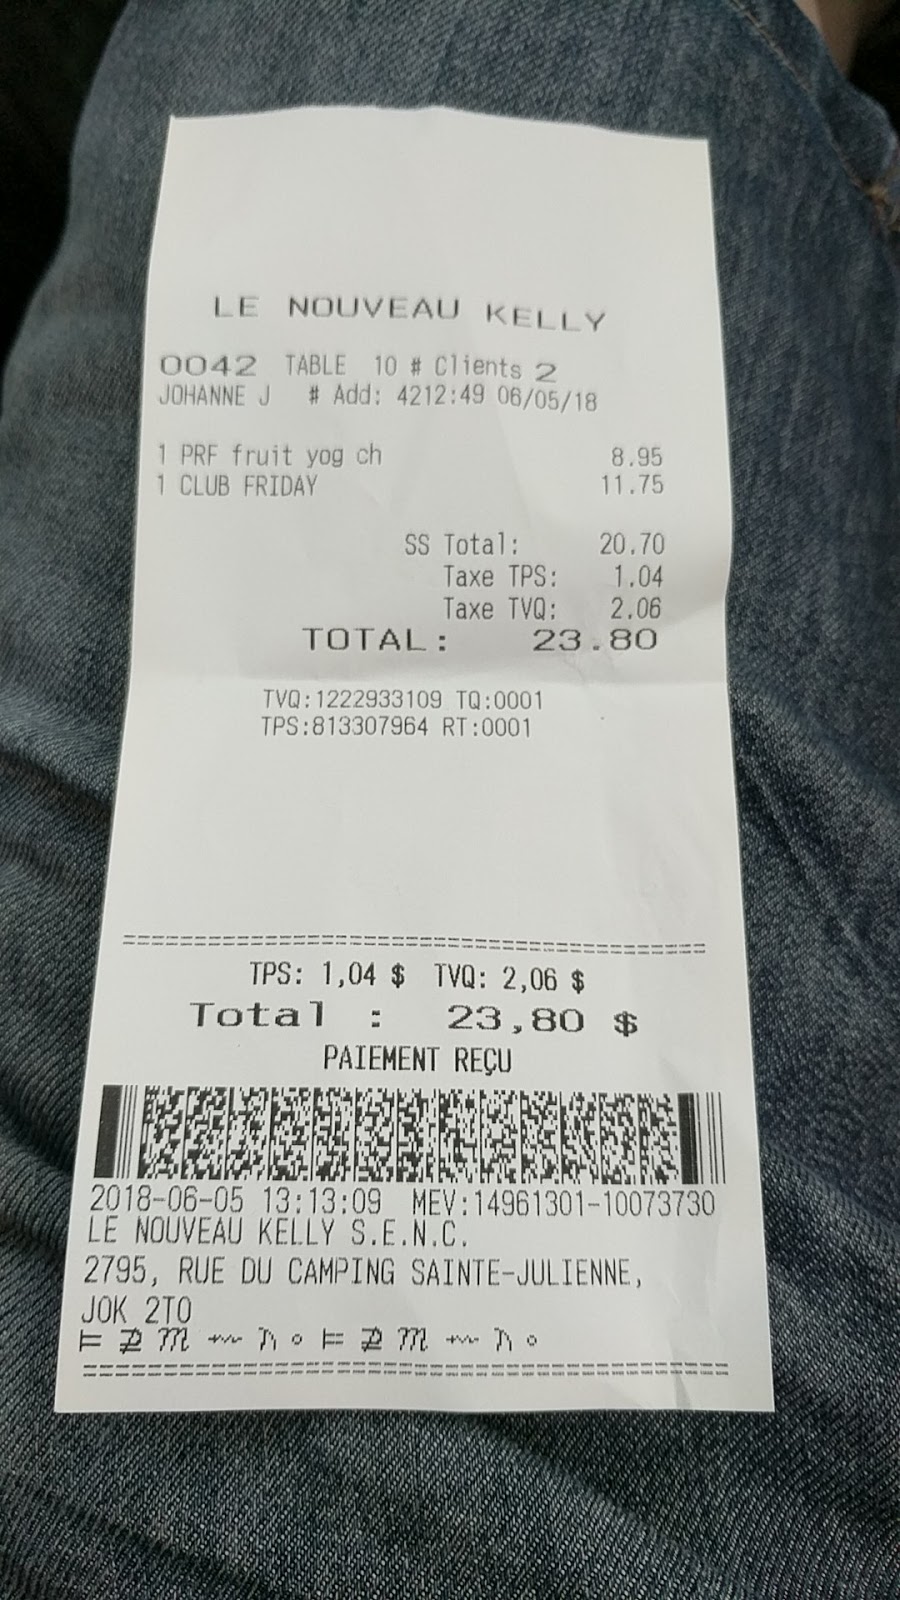 LE NOUVEAU KELLY
0042 TABLE 10 # Clients 2
JOHANNE J # Add: 4212:49 06/05/18
1 PRF fruit yog ch 8.95
1 CLUB FRIDAY 11.75
SS Total: 20.70
Taxe TPS: 1.04
Taxe TVQ: 2.06
TOTAL: 23.80
TVQ:1222933109 TQ:0001
TPS:813307964 RT:0001
TPS: 1,04 $ TVQ: 2,06 $
Total : 23,80 $
PAIEMENT REÇU
2018-06-05 13:13:09 MEV:14961301-10073730
LE NOUVEAU KELLY S.E.N.C.
2795, RUE DU CAMPING SAINTE-JULIENNE,
J0K 2T0